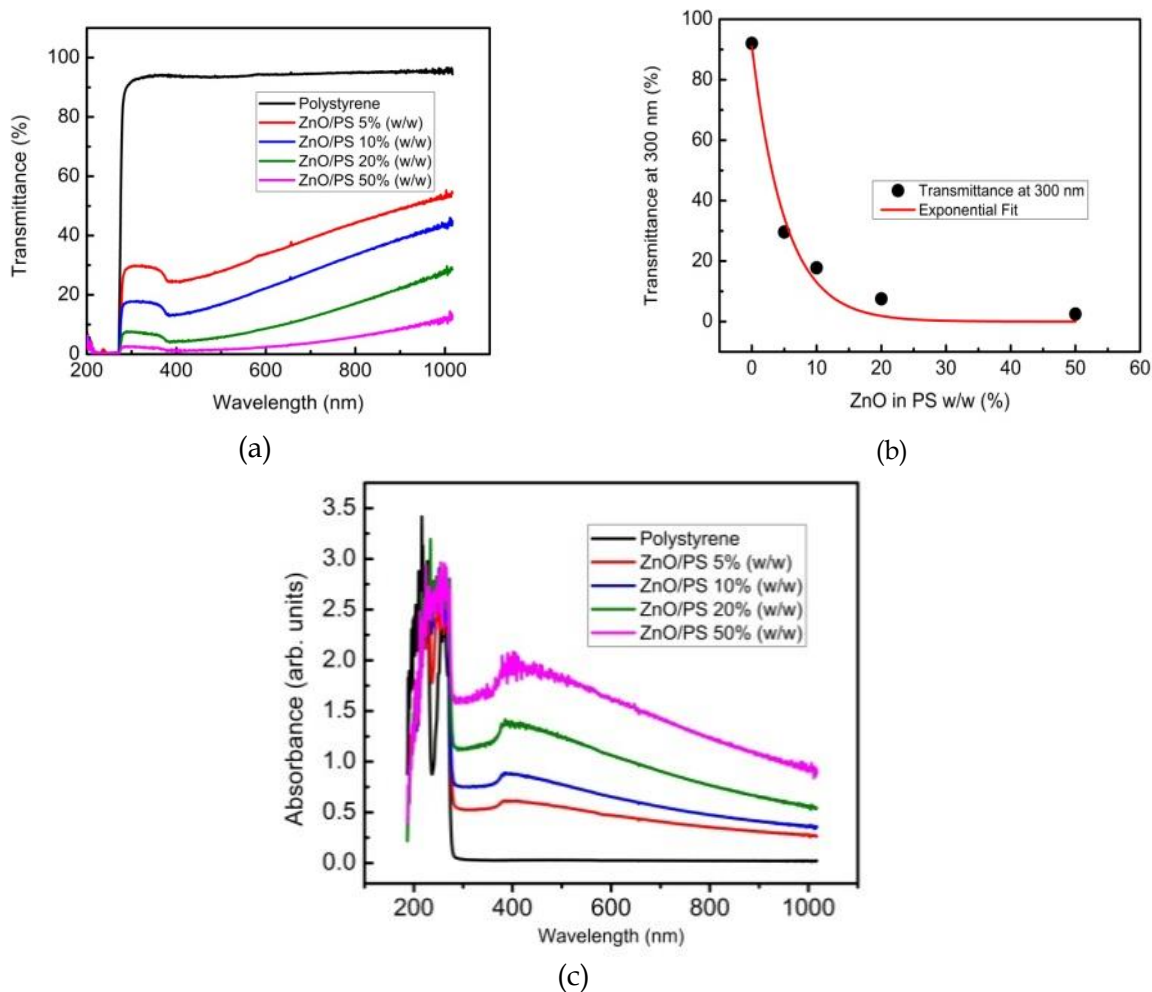 100
80
60
40
20
0
Transmittance (%)
Polystyrene
ZnO/PS 5% (w/w)
ZnO/PS 10% (w/w)
ZnO/PS 20% (w/w)
ZnO/PS 50% (w/w)
200 400 600 800 1000
Wavelength (nm)
(a)
100
80
60
40
20
0
Transmittance at 300 nm (%)
Transmittance at 300 nm
Exponential Fit
0 10 20 30 40 50 60
ZnO in PS w/w (%)
(b)
3.5
3.0
2.5
2.0
1.5
1.0
0.5
0.0
Absorbance (arb. units)
Polystyrene
ZnO/PS 5% (w/w)
ZnO/PS 10% (w/w)
ZnO/PS 20% (w/w)
ZnO/PS 50% (w/w)
200 400 600 800 1000
Wavelength (nm)
(c)